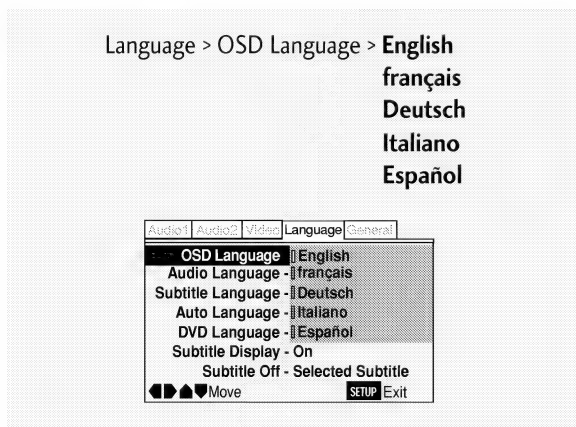 Language > OSD Language > English
français
Deutsch
Italiano
Español
Audio1 Audio2 Video Language General
OSD Language English
Audio Language - français
Subtitle Language - Deutsch
Auto Language - Italiano
DVD Language - Español
Subtitle Display - On
Subtitle Off - Selected Subtitle
Move SETUP Exit